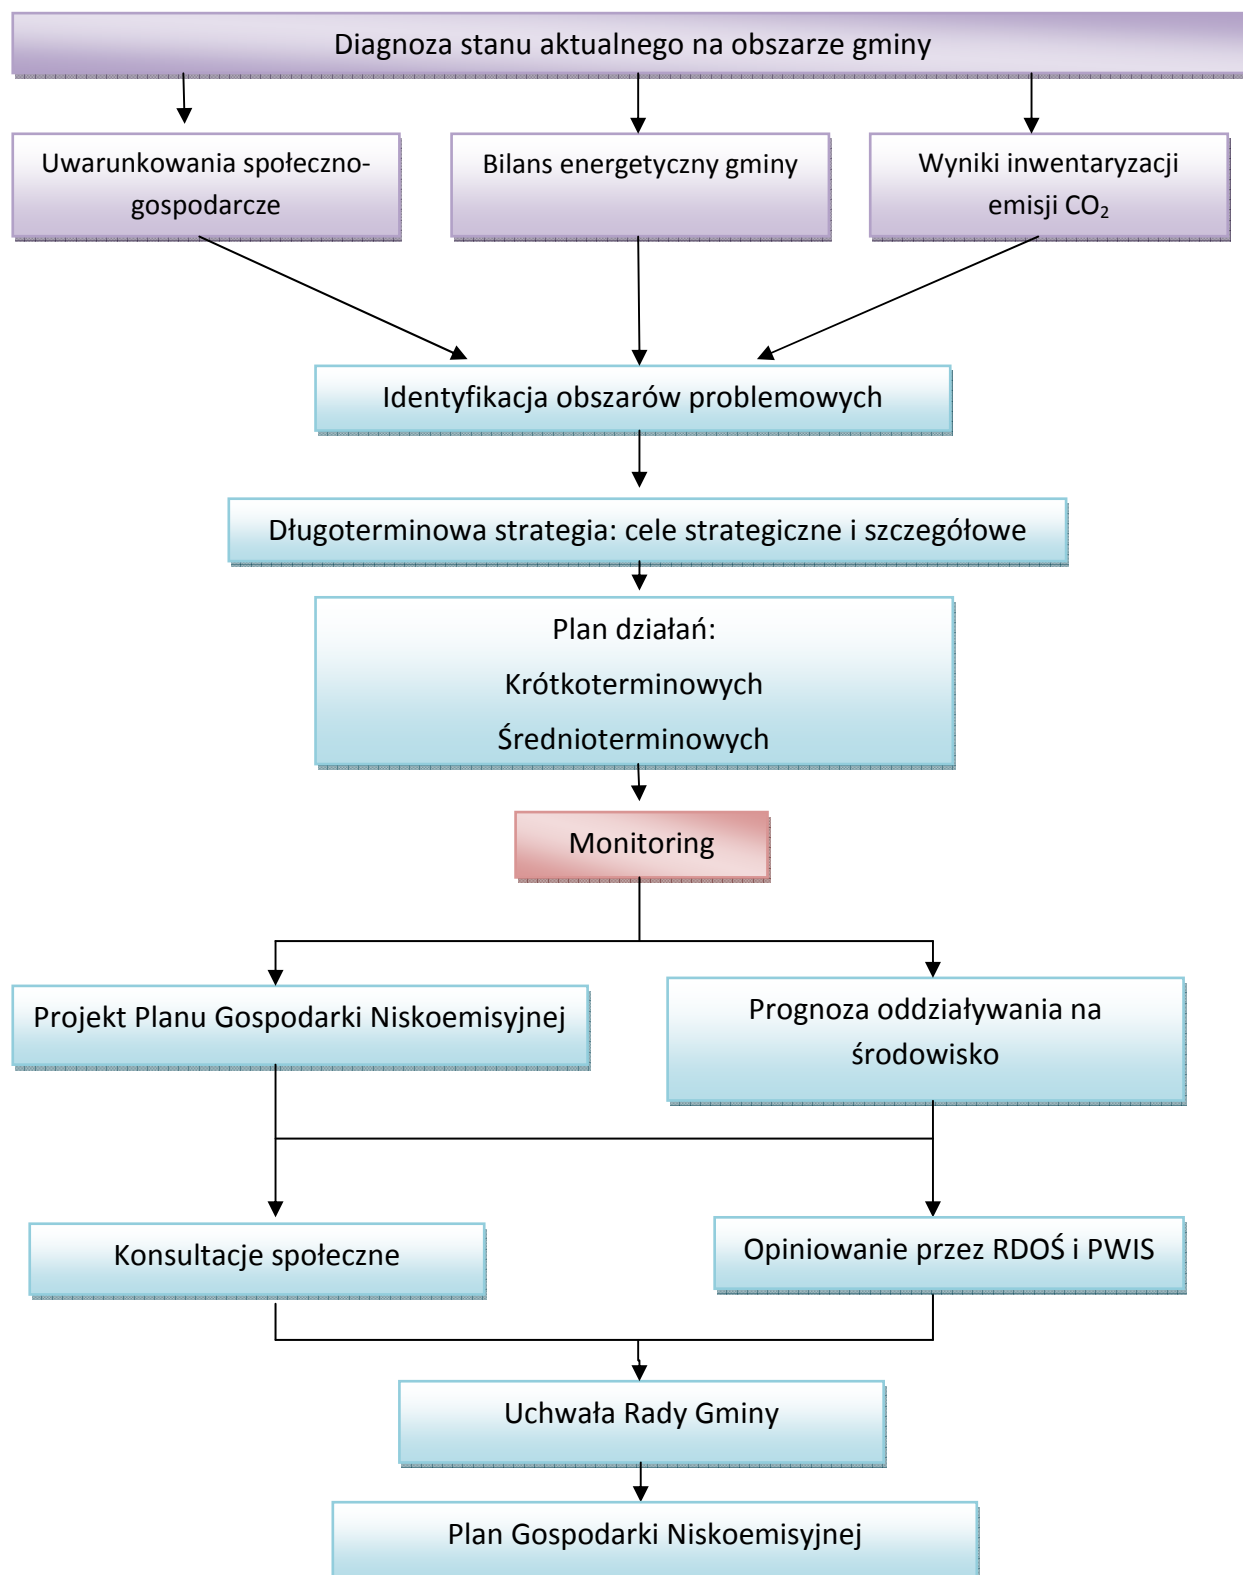 Diagnoza stanu aktualnego na obszarze gminy
Uwarunkowania społeczno-
gospodarcze
Bilans energetyczny gminy
Wyniki inwentaryzacji
emisji CO₂
Identyfikacja obszarów problemowych
Długoterminowa strategia: cele strategiczne i szczegółowe
Plan działań:
Krótkoterminowych
Średnioterminowych
Monitoring
Projekt Planu Gospodarki Niskoemisyjnej
Prognoza oddziaływania na
środowisko
Konsultacje społeczne
Opiniowanie przez RDOŚ i PWIS
Uchwała Rady Gminy
Plan Gospodarki Niskoemisyjnej